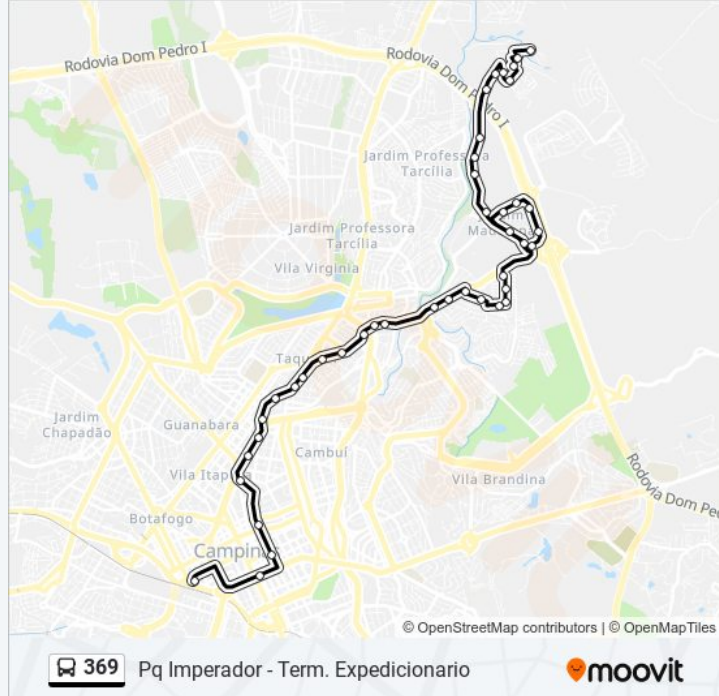 Rodovia Dom Pedro I
Rodovia Dom Pedro I
Jardim Professora
Tarcília
Jardim Professora
Tarcília
Vila Virgínia
Taqu
Jardim
Chapadão
Guanabara
Cambuí
Vila Itap
Vila Brandina
Rodovia Dom Pe
Botafogo
Campin
© OpenStreetMap contributors | © OpenMapTiles
369 Pq Imperador - Term. Expedicionario
moovit